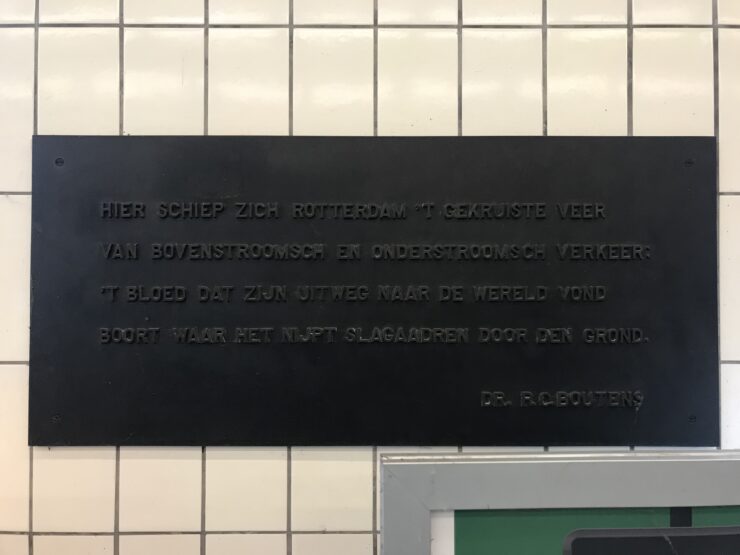 HIER SCHIEP ZICH ROTTERDAM 'T GEKRUISTE VEER
VAN BOVENSTROOMSCH EN ONDERSTROOMSCH VERKEER:
'T BLOED DAT ZIJN UITWEG NAAR DE WERELD VOND
BOORT WAAR HET NIJPT SLAGAADREN DOOR DEN GROND.
DR. P.C. BOUTENS